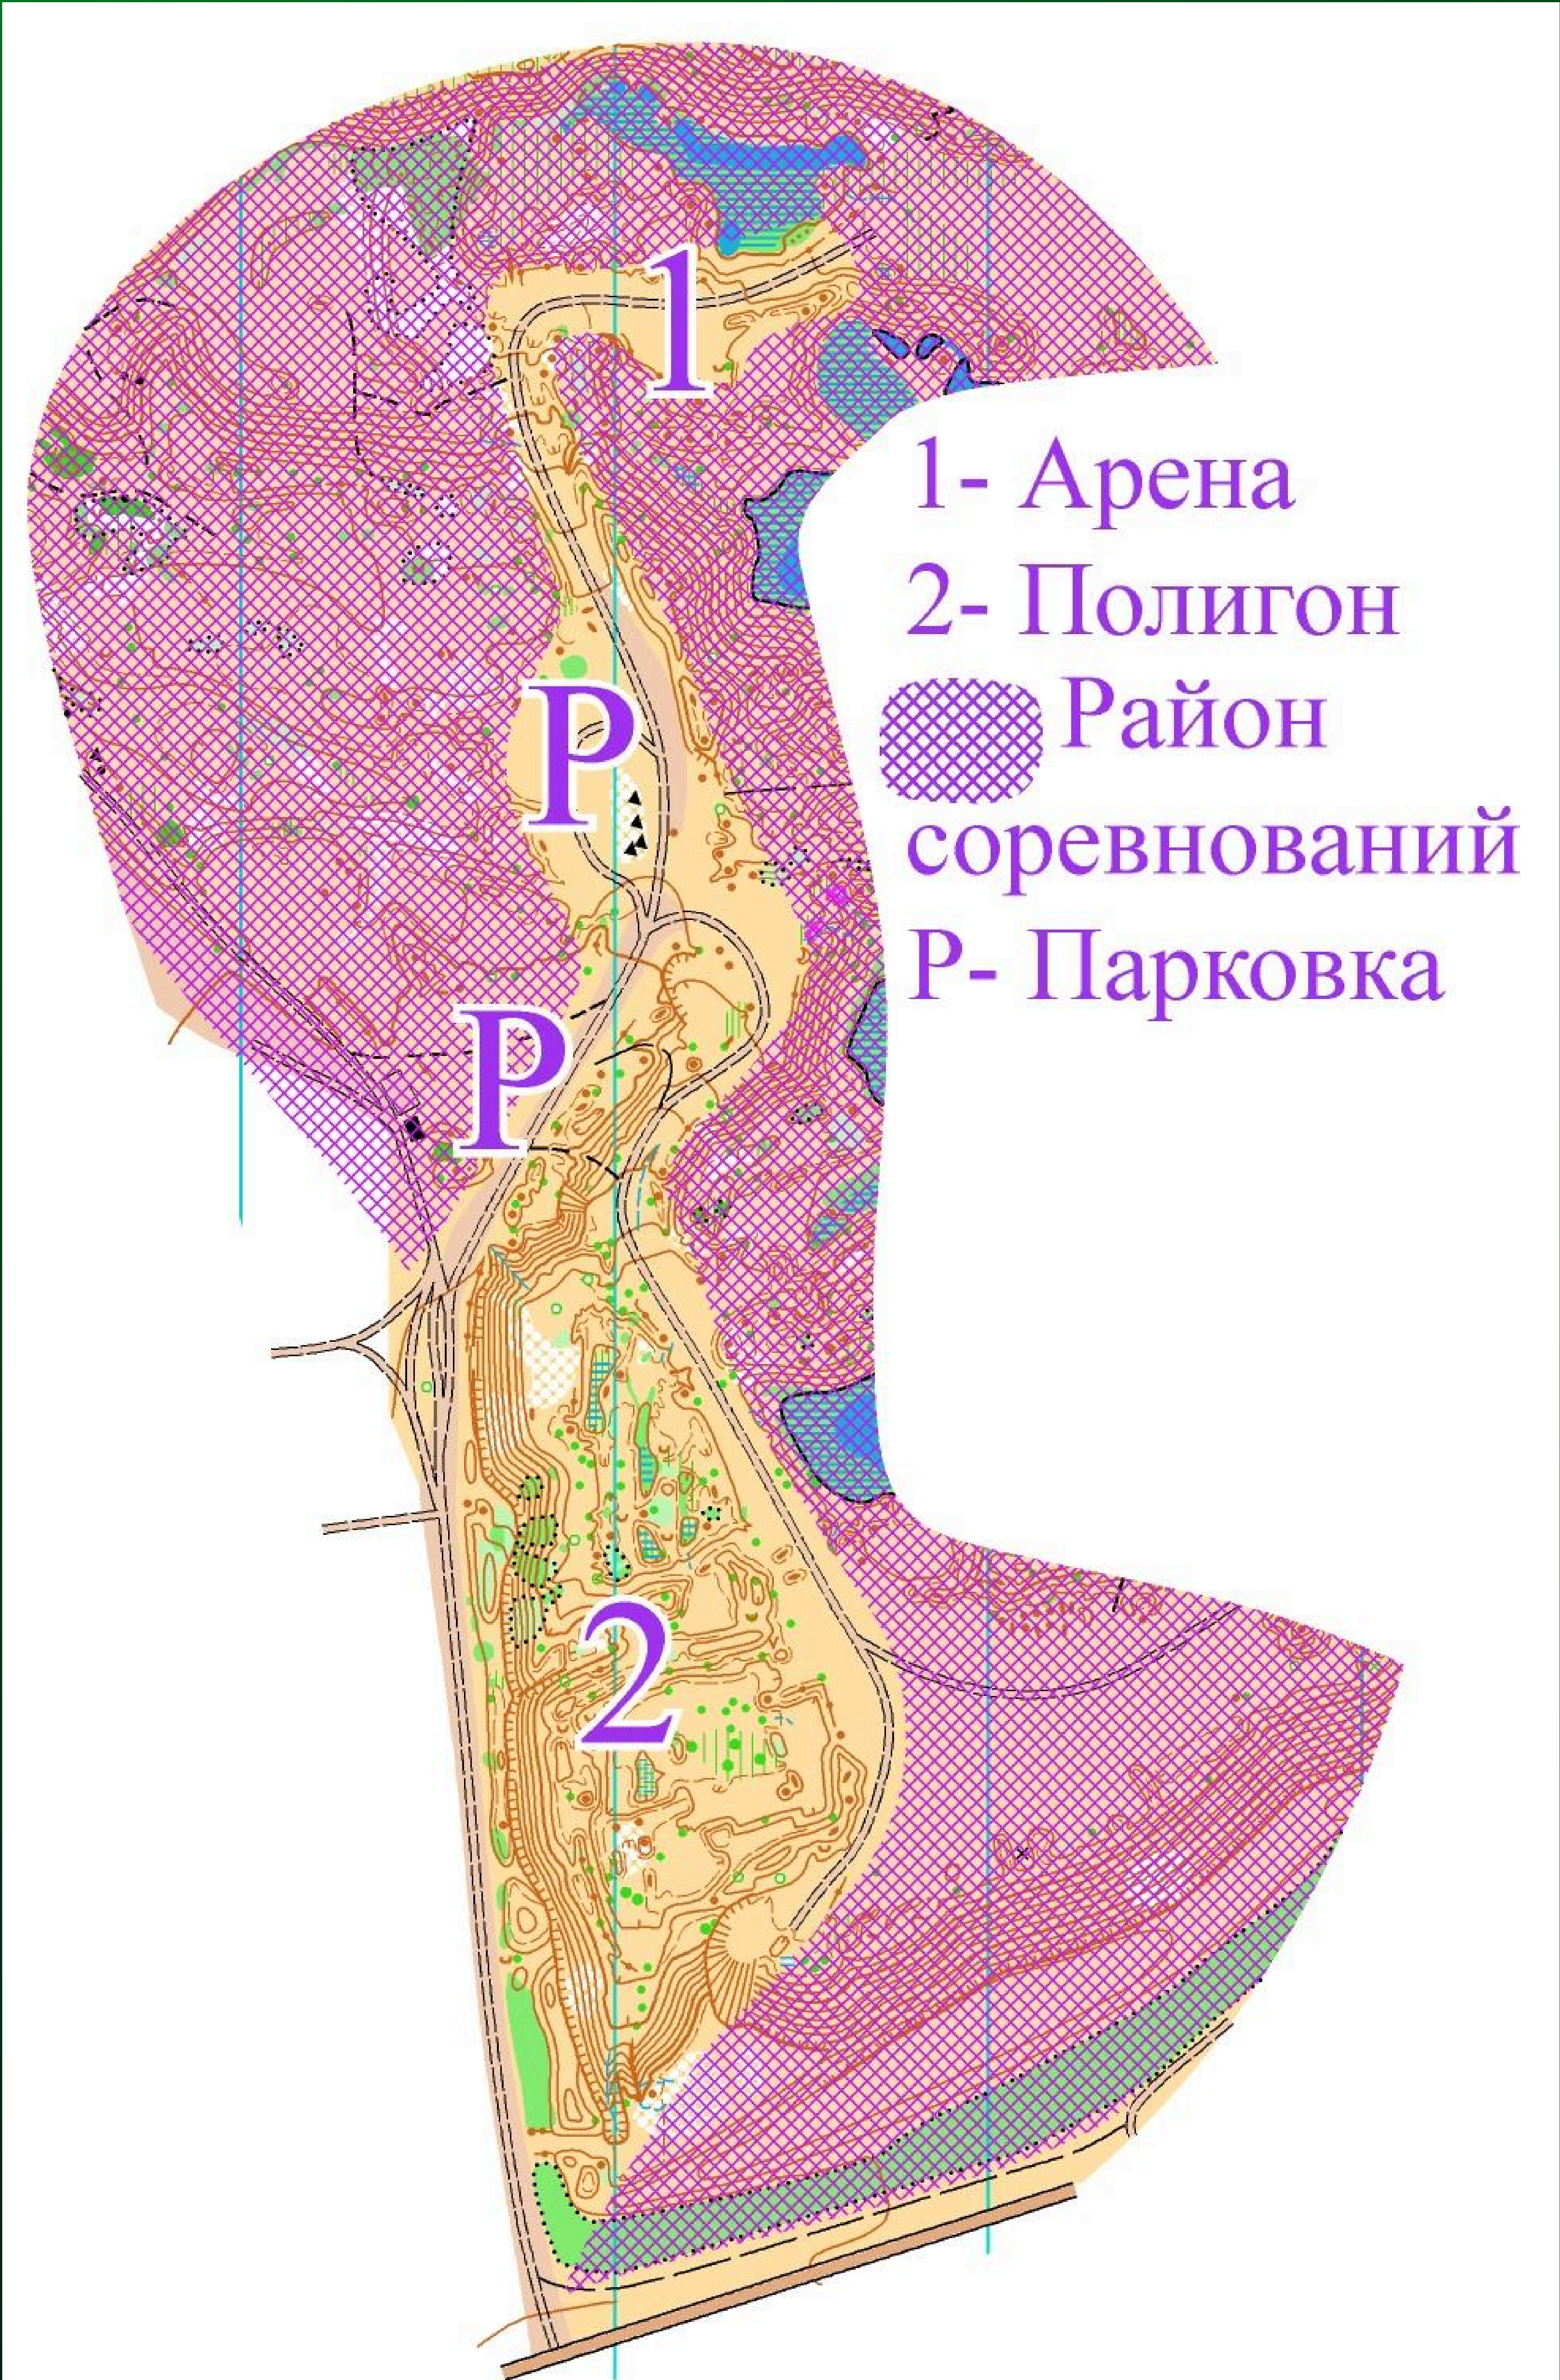 1
1- Арена
2- Полигон
Район
соревнований
Р- Парковка
Р
Р
2